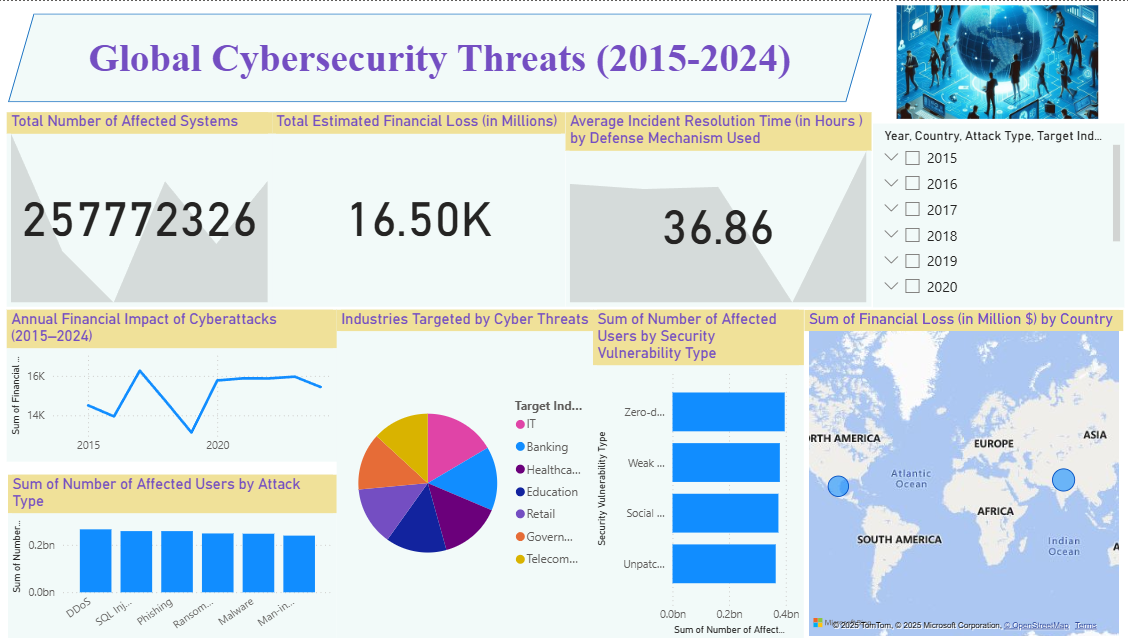 Global Cybersecurity Threats (2015-2024)
Total Number of Affected Systems
257772326
Total Estimated Financial Loss (in Millions)
16.50K
Average Incident Resolution Time (in Hours )
by Defense Mechanism Used
36.86
Year, Country, Attack Type, Target Ind...
2015
2016
2017
2018
2019
2020
Annual Financial Impact of Cyberattacks
(2015–2024)
Sum of Financial ...
16K
14K
2015
2020
Sum of Number of Affected Users by Attack
Type
Sum of Number...
0.2bn
0.0bn
DDoS
SQL Inj...
Phishing
Ransom...
Malware
Man-in-...
Industries Targeted by Cyber Threats
Target Ind...
IT
Banking
Healthca...
Education
Retail
Govern...
Telecom...
Sum of Number of Affected
Users by Security
Vulnerability Type
Security Vulnerability Type
Zero-d...
Weak ...
Social ...
Unpatc...
0.0bn
0.2bn
0.4bn
Sum of Number of Affect...
Sum of Financial Loss (in Million $) by Country
RTH AMERICA
EUROPE
ASIA
Atlantic
Ocean
AFRICA
SOUTH AMERICA
Indian
Ocean
A
© 2025 TomTom, © 2025 Microsoft Corporation, © OpenStreetMap Terms